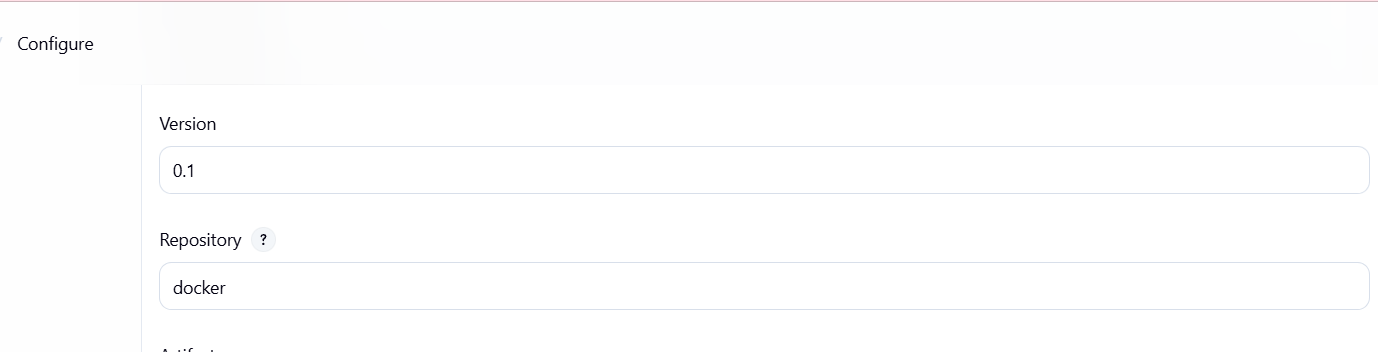 Configure
Version
0.1
Repository ?
docker